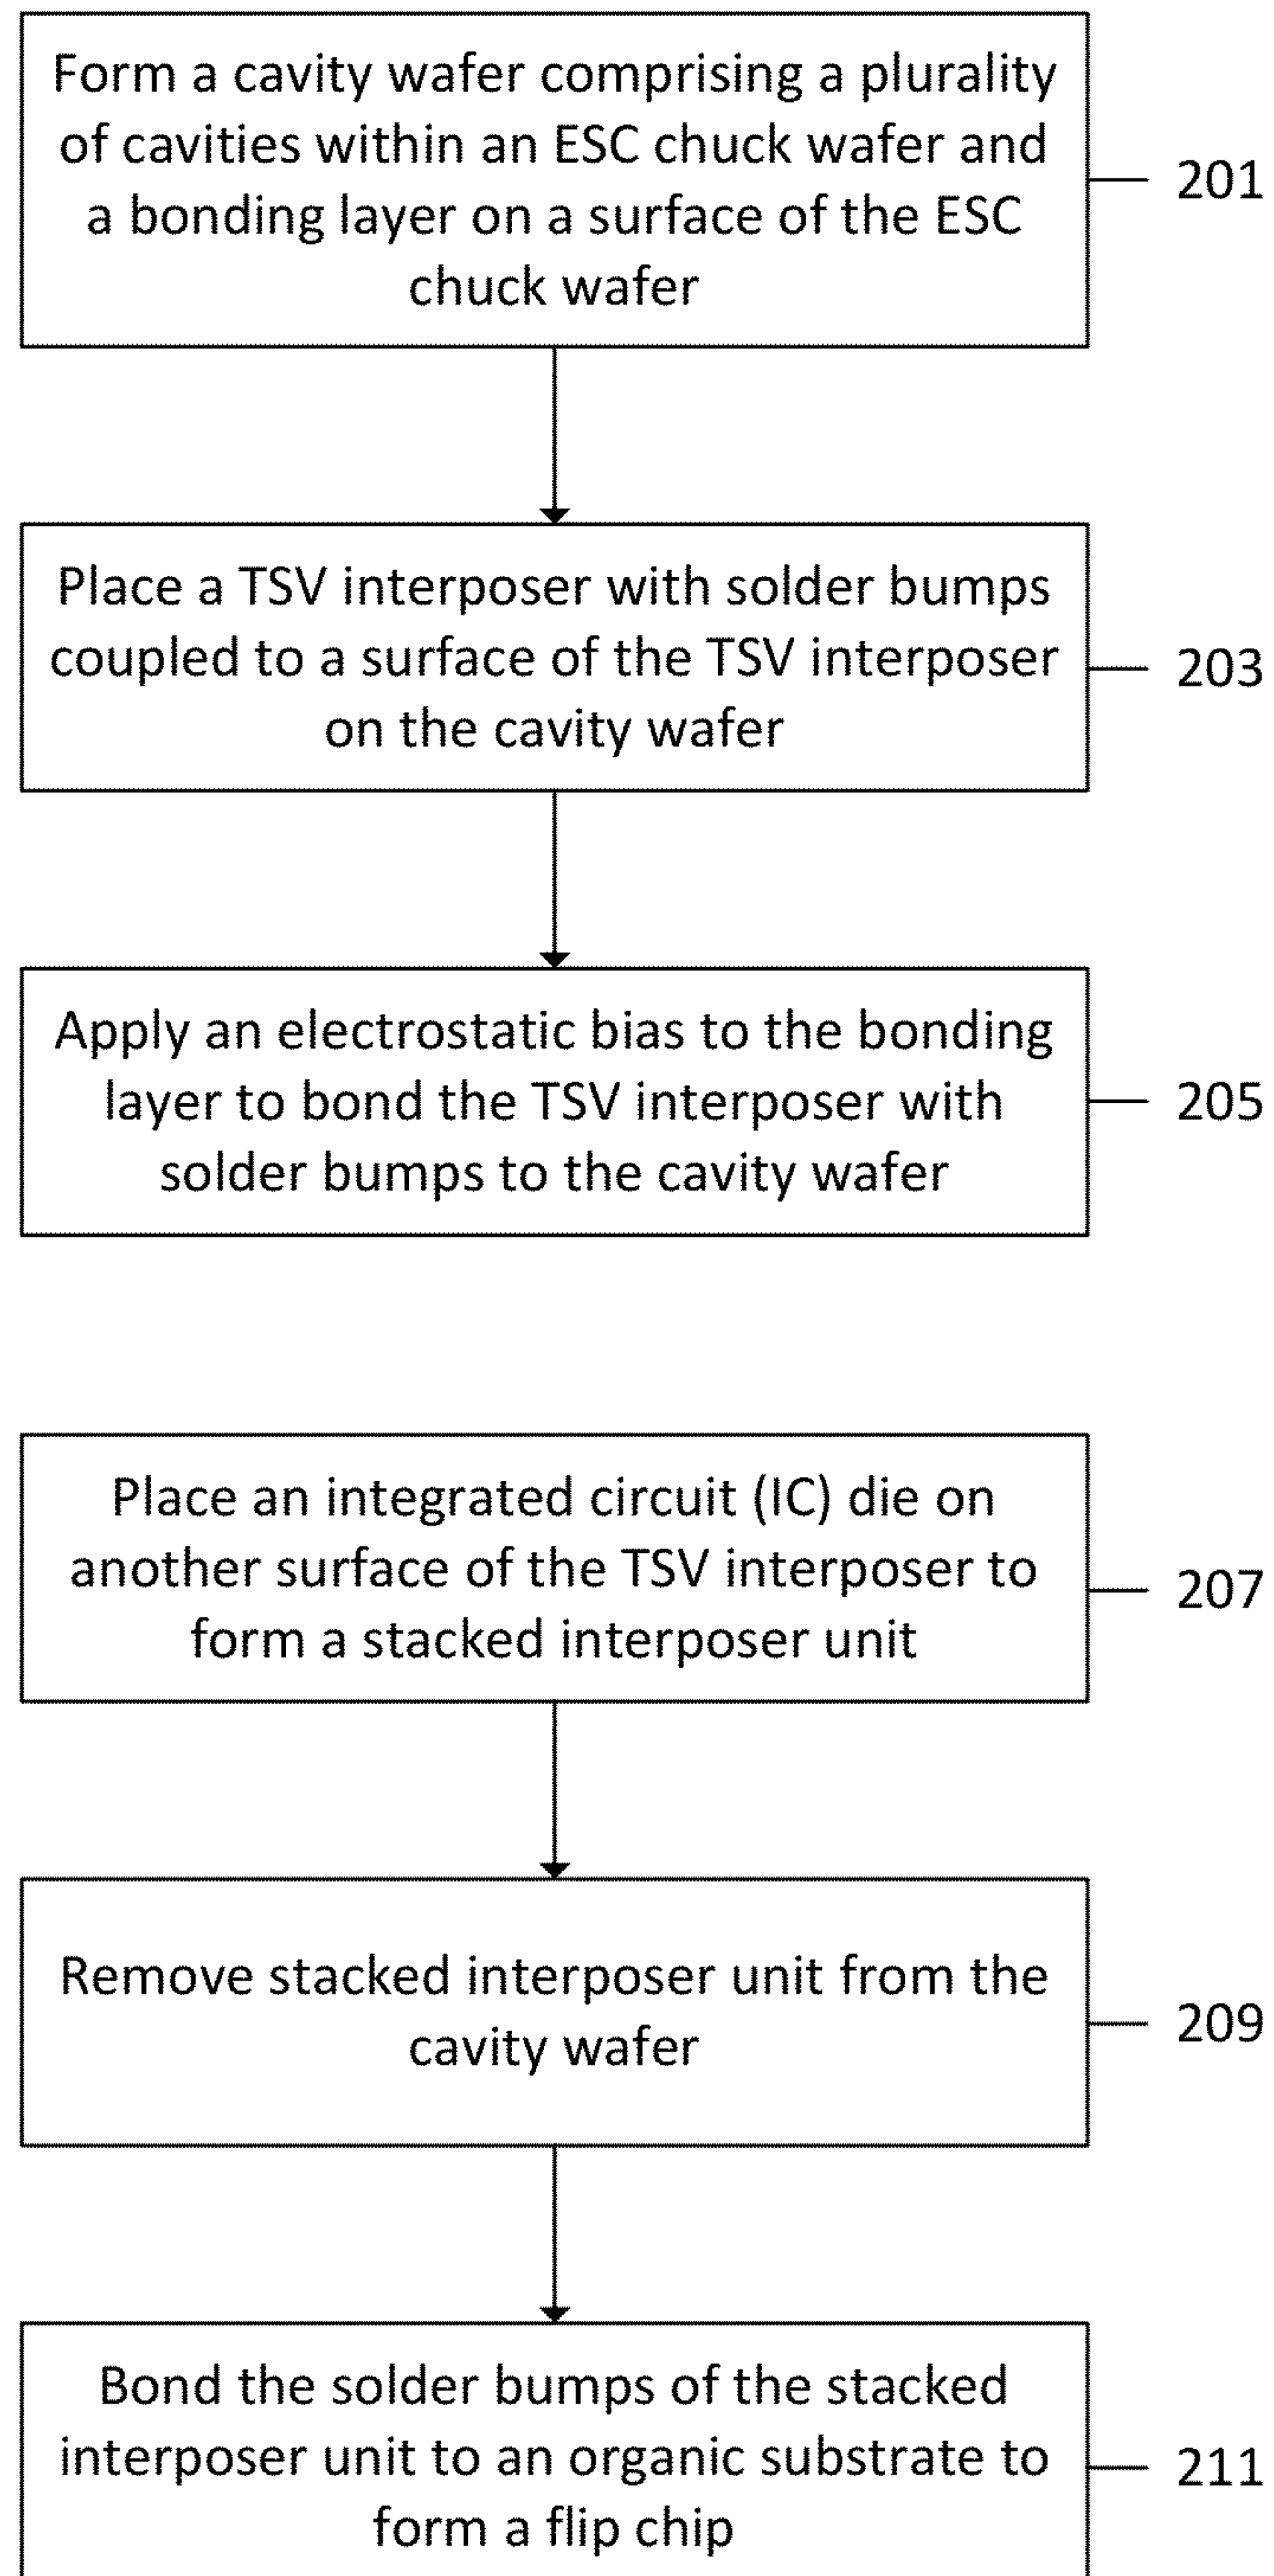 Form a cavity wafer comprising a plurality
of cavities within an ESC chuck wafer and
a bonding layer on a surface of the ESC
chuck wafer
201
Place a TSV interposer with solder bumps
coupled to a surface of the TSV interposer
on the cavity wafer
203
Apply an electrostatic bias to the bonding
layer to bond the TSV interposer with
solder bumps to the cavity wafer
205
Place an integrated circuit (IC) die on
another surface of the TSV interposer to
form a stacked interposer unit
207
Remove stacked interposer unit from the
cavity wafer
209
Bond the solder bumps of the stacked
interposer unit to an organic substrate to
form a flip chip
211